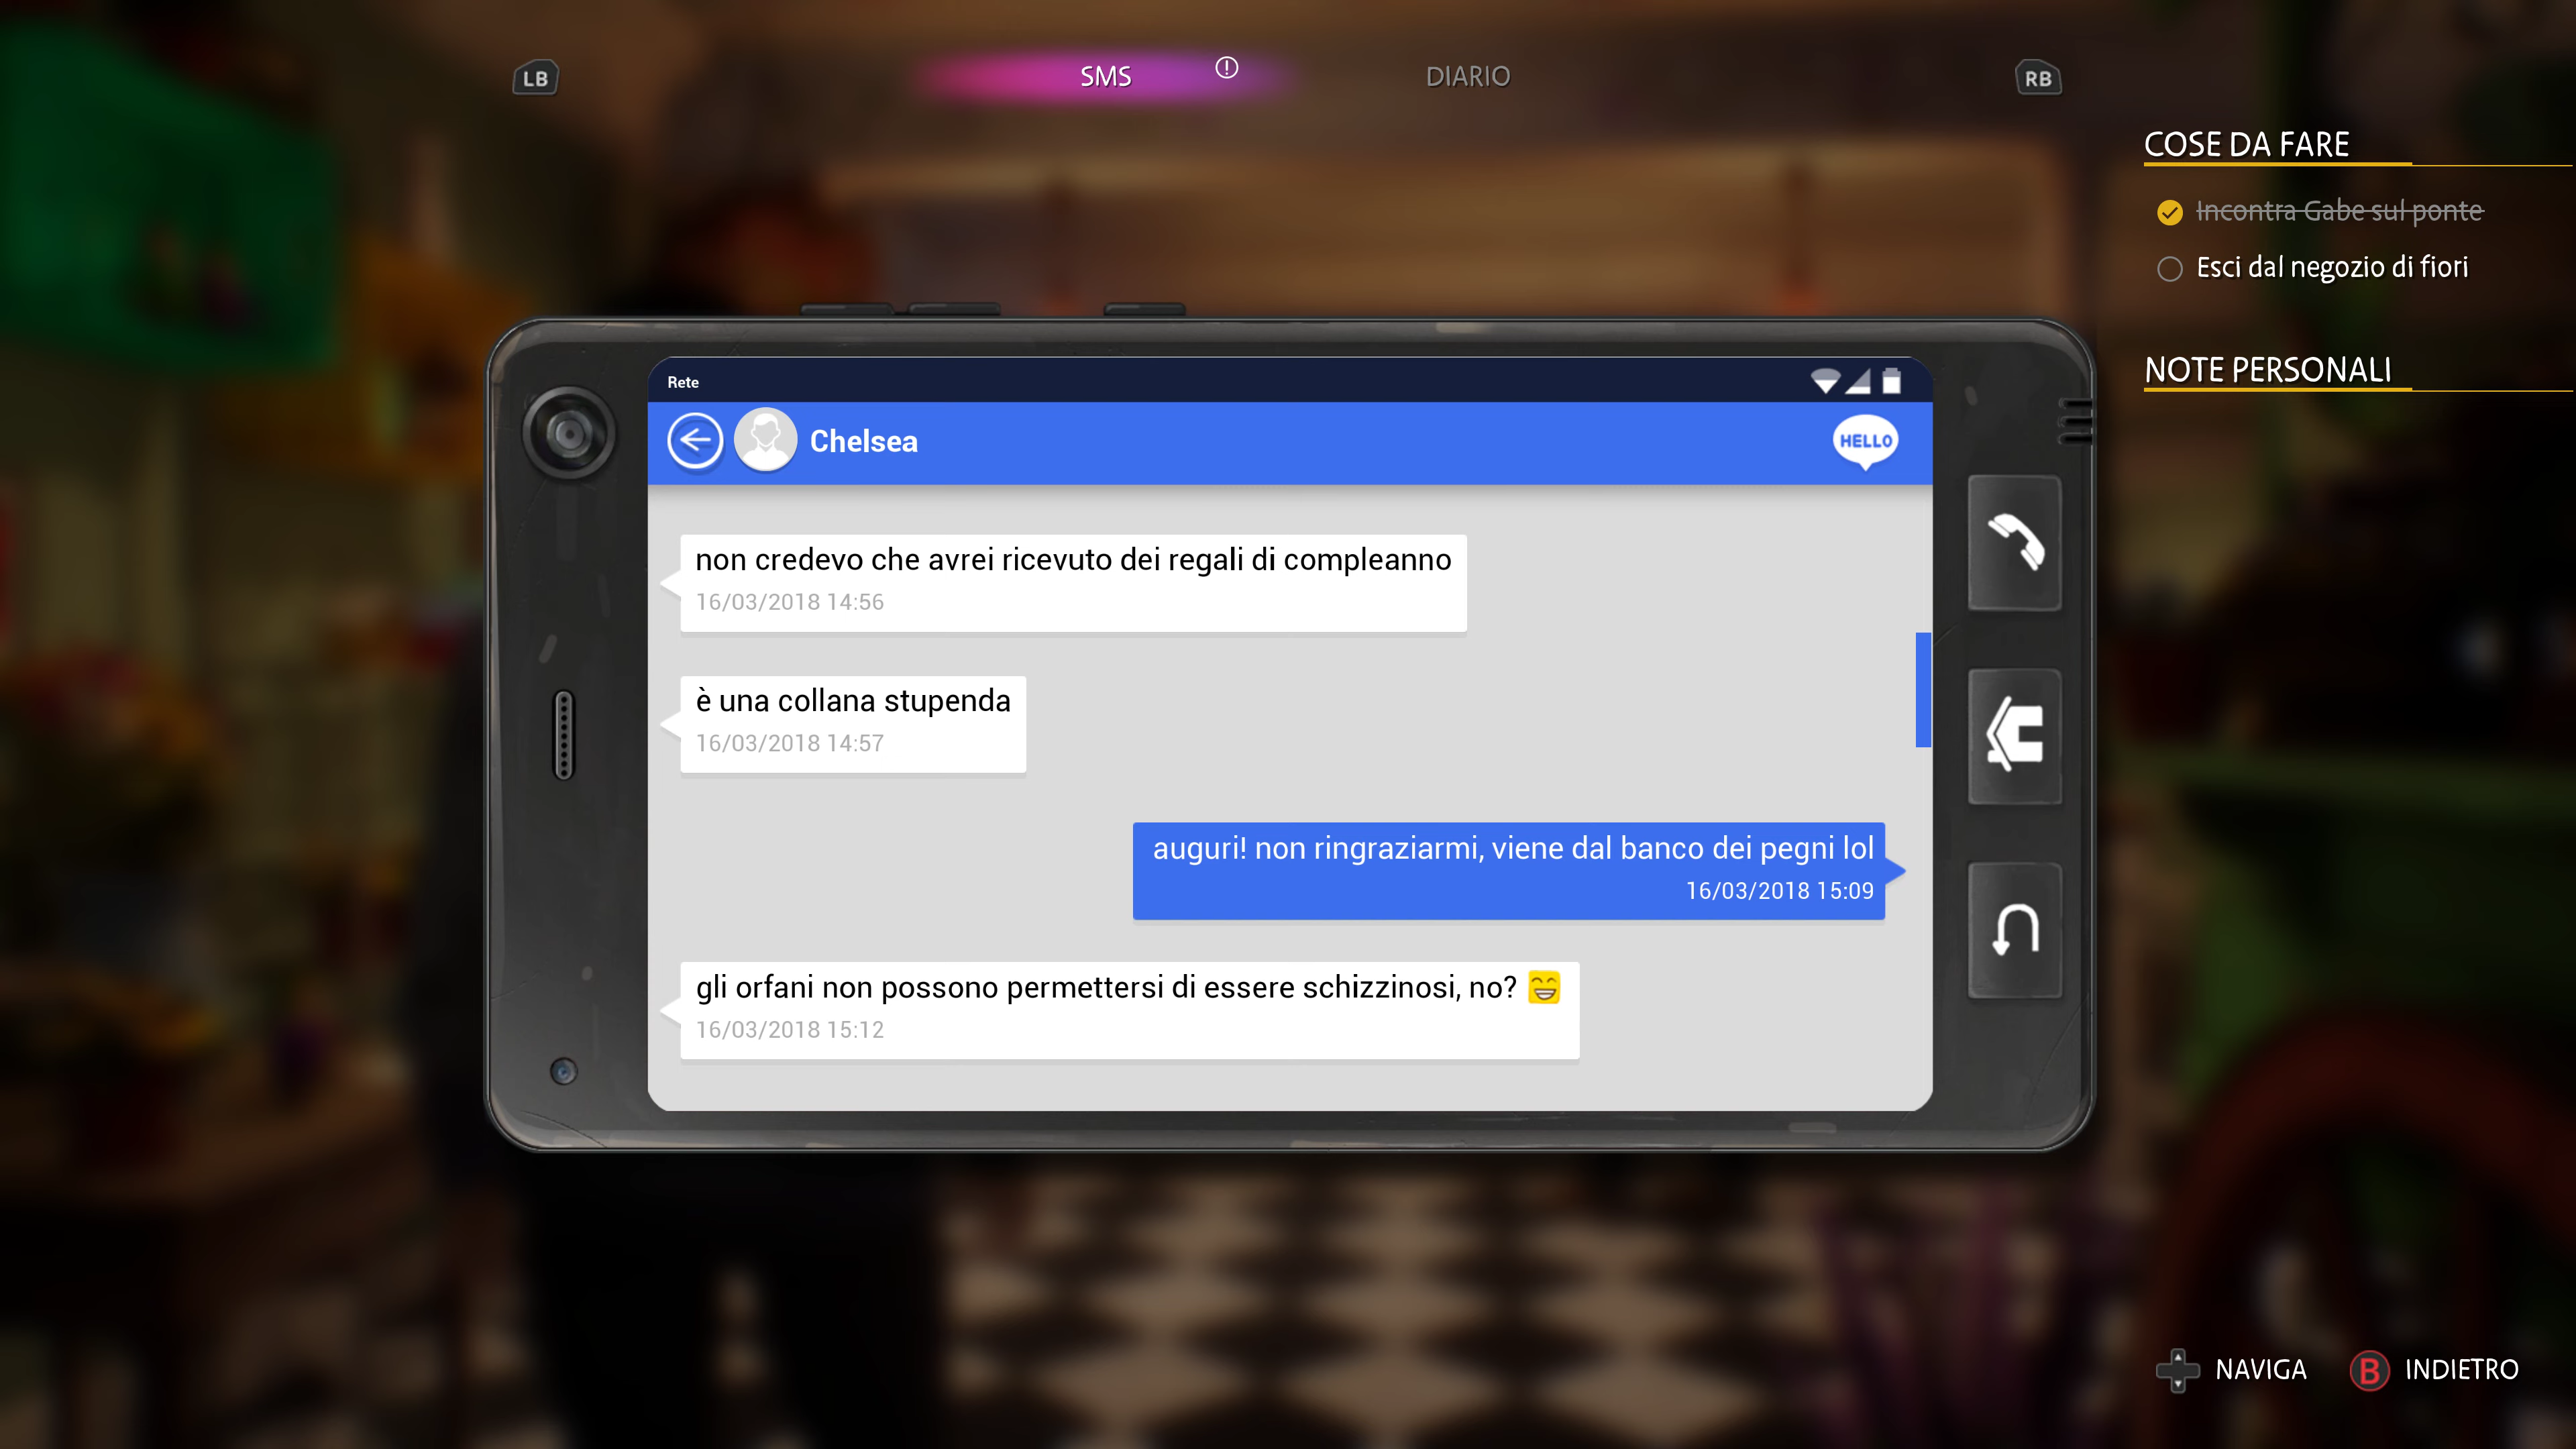 LB
SMS
DIARIO
RB
COSE DA FARE
Incontra Gabe sul ponte
Esci dal negozio di fiori
NOTE PERSONALI
Rete
Chelsea
HELLO
non credevo che avrei ricevuto dei regali di compleanno
16/03/2018 14:56
è una collana stupenda
16/03/2018 14:57
auguri! non ringraziarmi, viene dal banco dei pegni lol
16/03/2018 15:09
gli orfani non possono permettersi di essere schizzinosi, no? 😄
16/03/2018 15:12
NAVIGA
B INDIETRO